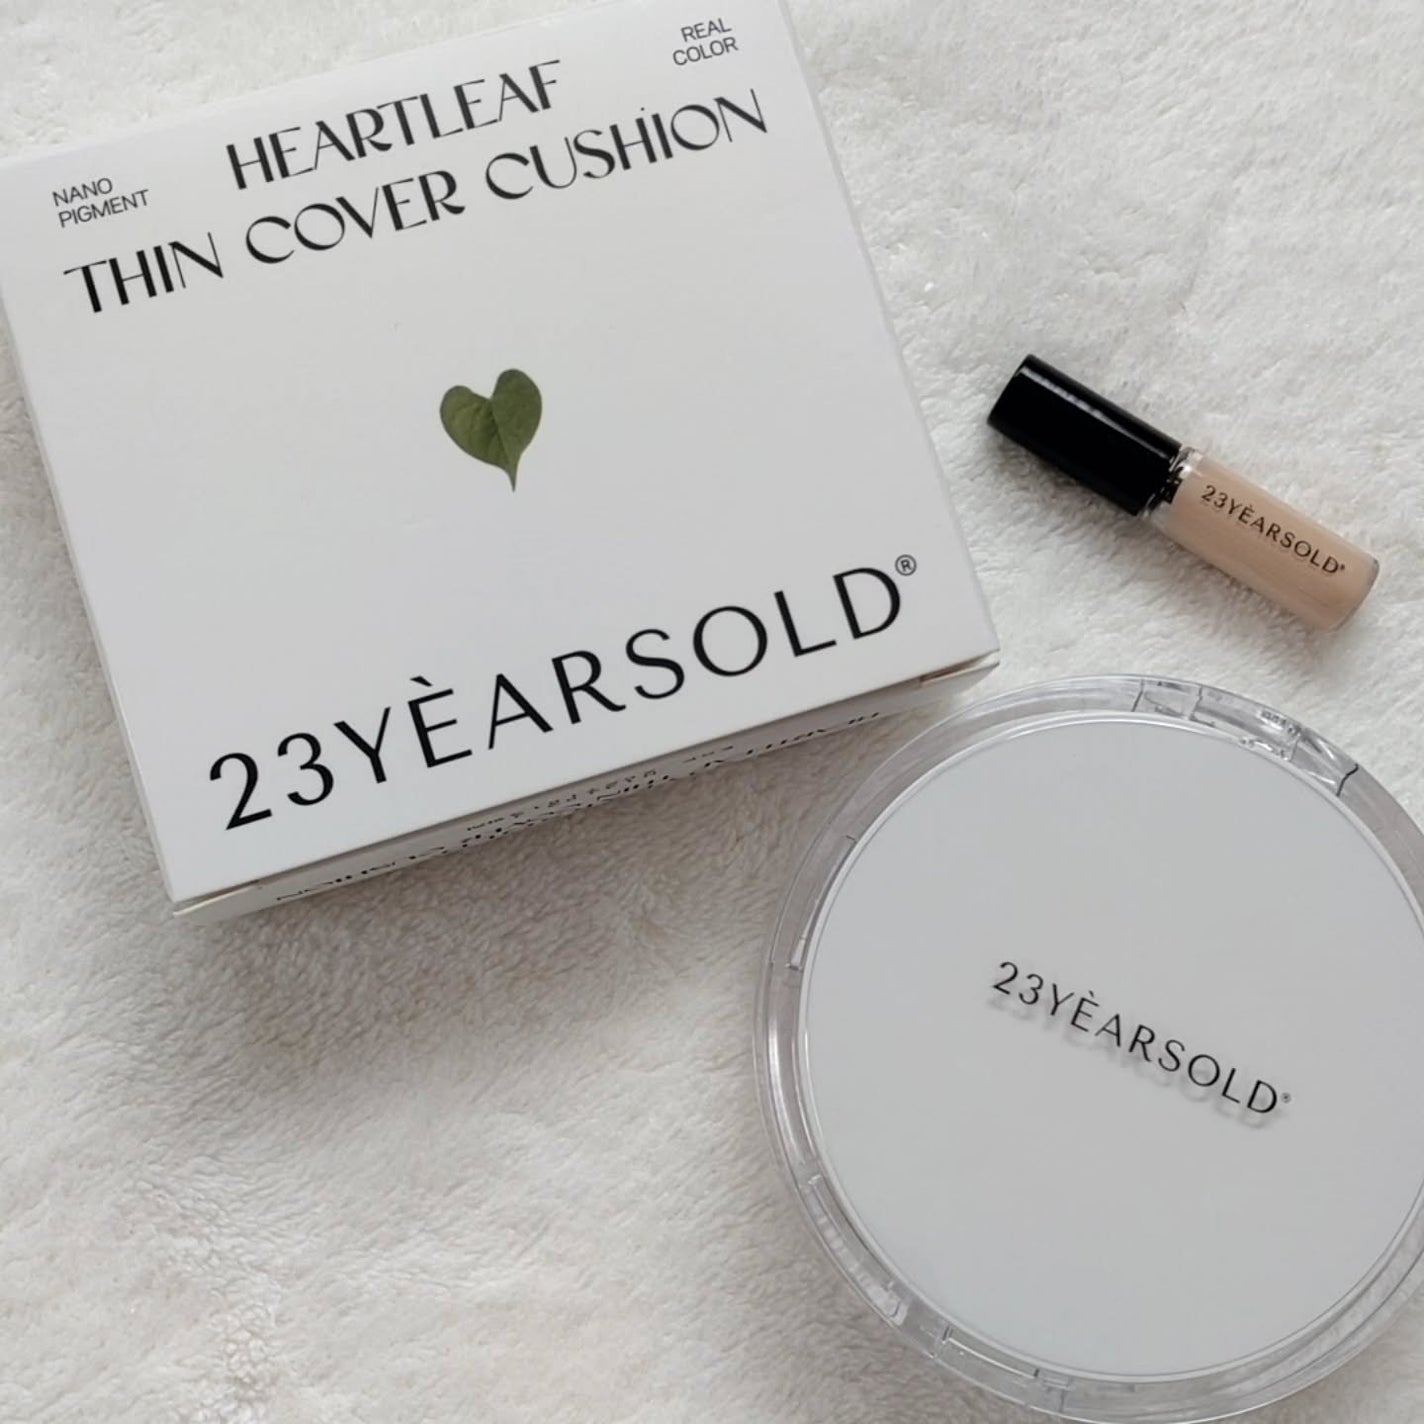 REAL
COLOR
NANO
PIGMENT
HEARTLEAF
THIN COVER CUSHION
23YÈARSOLD®
23YÈARSOLD®
23YÈARSOLD®